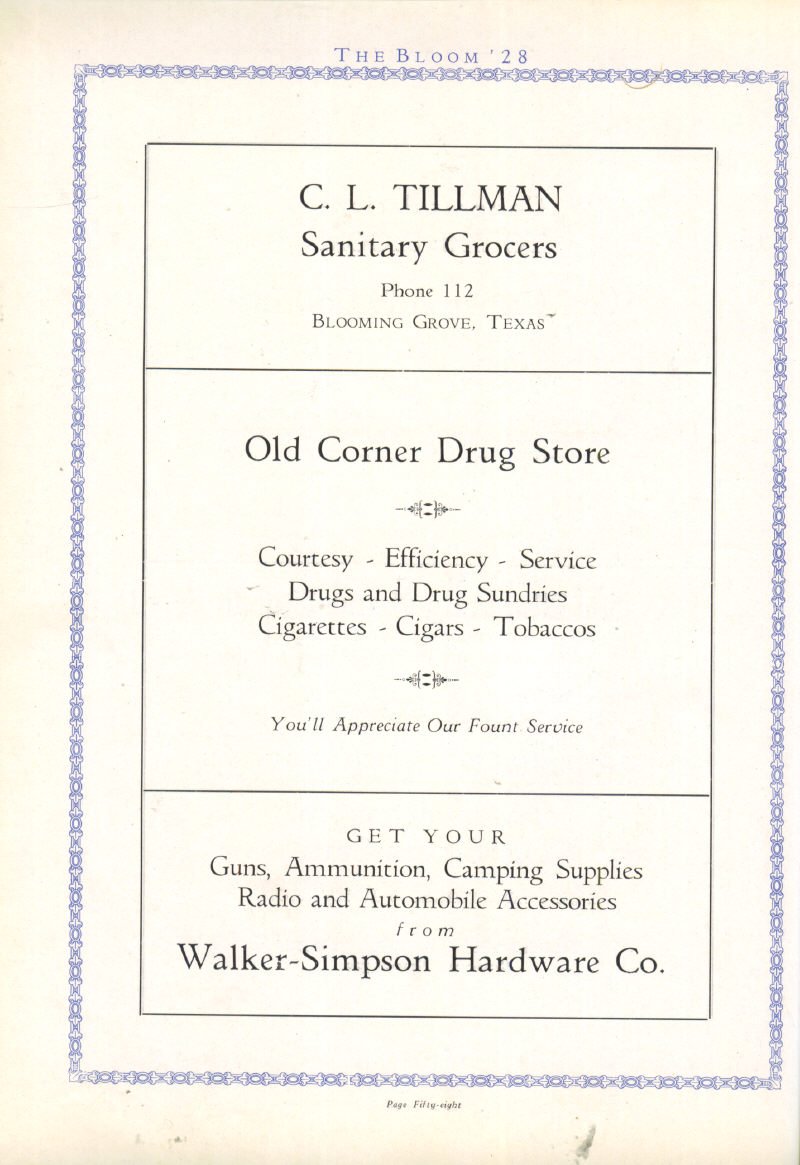 THE BLOOM '28
C. L. TILLMAN
Sanitary Grocers
Phone 112
BLOOMING GROVE, TEXAS
Old Corner Drug Store
Courtesy - Efficiency - Service
Drugs and Drug Sundries
Cigarettes - Cigars - Tobaccos
You'll Appreciate Our Fount Service
GET YOUR
Guns, Ammunition, Camping Supplies
Radio and Automobile Accessories
from
Walker-Simpson Hardware Co.
Page Fifty-eight